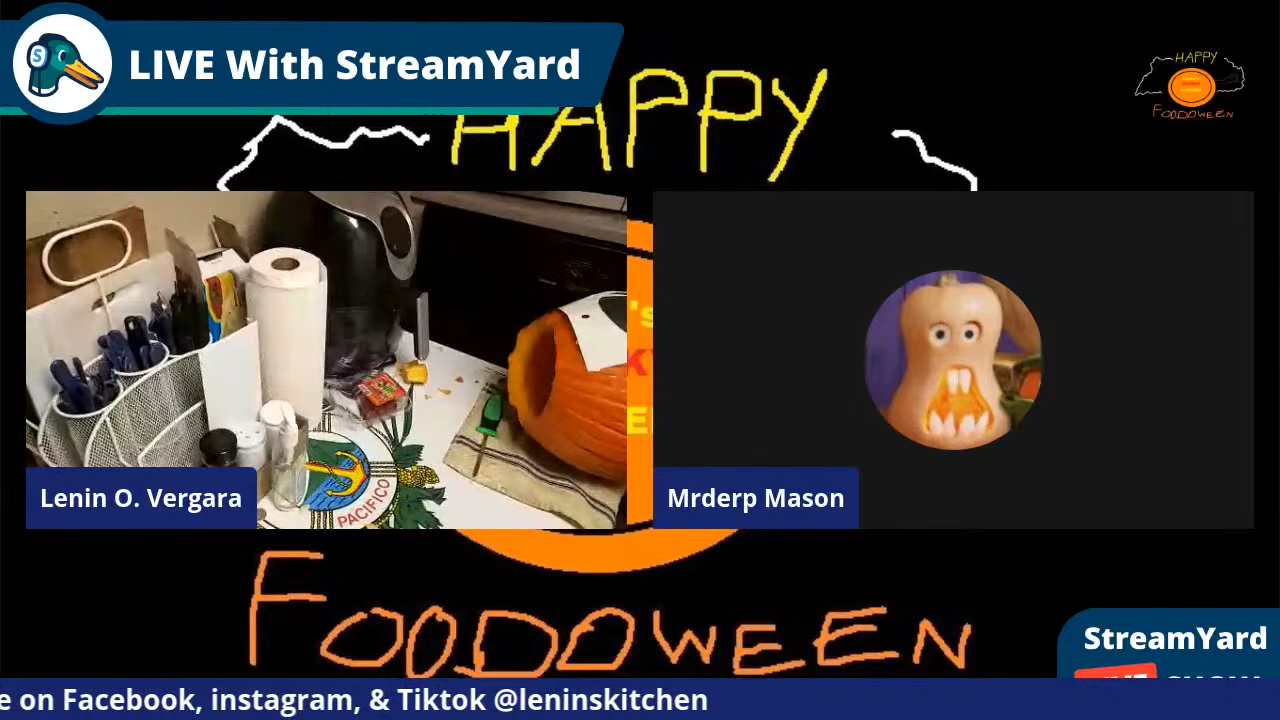 LIVE With StreamYard
HAPPY
HAPPY
FOODOWEEN
'S
E
PACIFICO
Lenin O. Vergara
Mrderp Mason
FOODOWEEN
StreamYard
e on Facebook, instagram, & Tiktok @leninskitchen